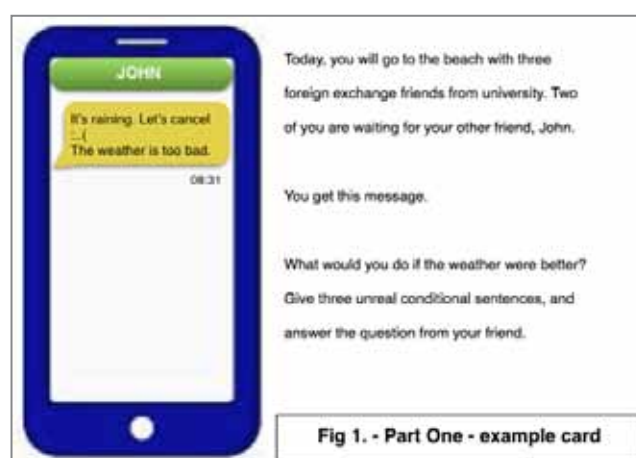 JOHN
It's raining. Let's cancel
:..(
The weather is too bad.
08:31
Today, you will go to the beach with three
foreign exchange friends from university. Two
of you are waiting for your other friend, John.
You get this message.
What would you do if the weather were better?
Give three unreal conditional sentences, and
answer the question from your friend.
Fig 1. - Part One - example card